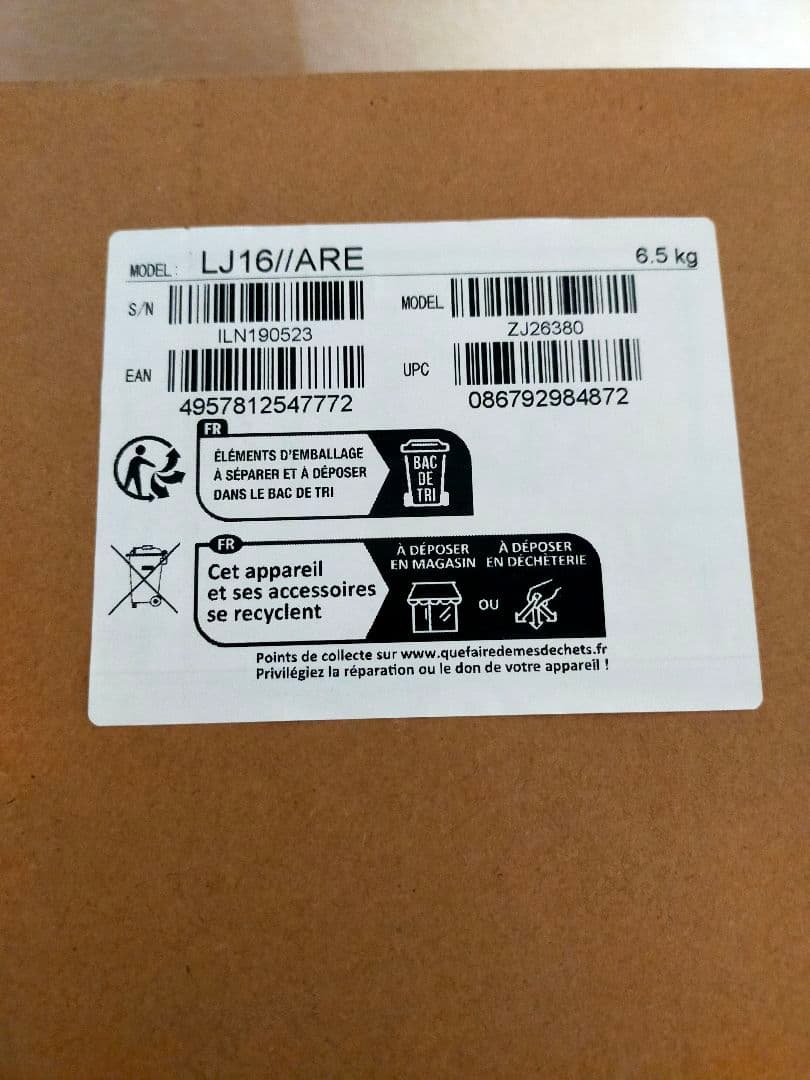 MODEL: LJ16//ARE 6.5 kg
S/N ILN190523 MODEL ZJ26380
EAN 4957812547772 UPC 086792984872
FR
ÉLÉMENTS D'EMBALLAGE
À SÉPARER ET À DÉPOSER
DANS LE BAC DE TRI
BAC
DE
TRI
FR
Cet appareil
et ses accessoires
se recyclent
À DÉPOSER
EN MAGASIN
OU
À DÉPOSER
EN DÉCHÈTERIE
Points de collecte sur www.quefairedemesdechets.fr
Privilégiez la réparation ou le don de votre appareil !